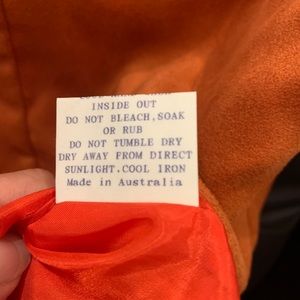 INSIDE OUT
DO NOT BLEACH,SOAK
OR RUB
DO NOT TUMBLE DRY
DRY AWAY FROM DIRECT
SUNLIGHT.COOL IRON
Made in Australia